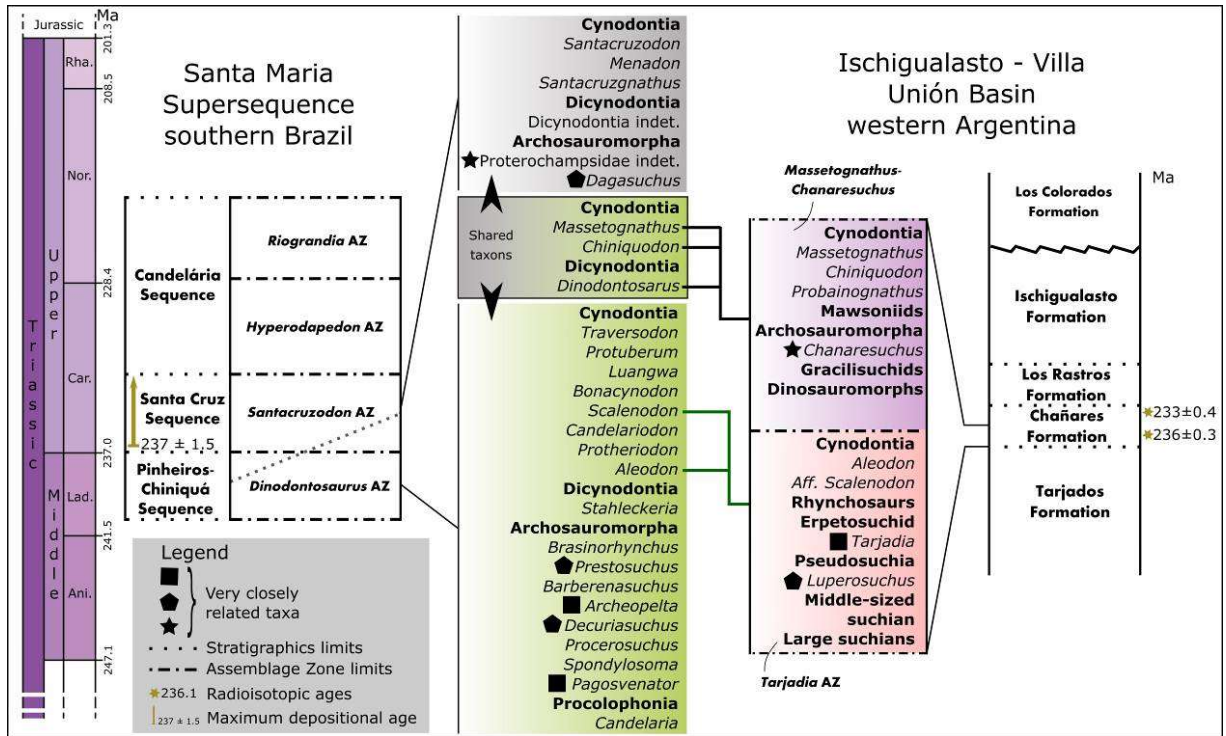 Jurassic
Ma
201.3
Rha.
208.5
Nor.
228.4
Car.
237.0
Lad.
241.5
Ani.
247.1
Triassic
Upper
Middle
Santa Maria
Supersequence
southern Brazil
Candelária
Sequence
Santa Cruz
Sequence
237 ± 1.5
Pinheiros-
Chiniquá
Sequence
Riograndia AZ
Hyperodapedon AZ
Santacruzodon AZ
Dinodontosaurus AZ
Legend
Very closely
related taxa
Stratigraphics limits
Assemblage Zone limits
236.1 Radioisotopic ages
237 ± 1.5 Maximum depositional age
Cynodontia
Santacruzodon
Menadon
Santacruzgnathus
Dicynodontia
Dicynodontia indet.
Archosauromorpha
Proterochampsidae indet.
Dagasuchus
Shared
taxons
Cynodontia
Massetognathus
Chiniquodon
Dicynodontia
Dinodontosarus
Cynodontia
Traversodon
Protuberum
Luangwa
Bonacynodon
Scalenodon
Candelariodon
Protheriodon
Aleodon
Dicynodontia
Stahleckeria
Archosauromorpha
Brasinorhynchus
Prestosuchus
Barberenasuchus
Archeopelta
Decuriasuchus
Procerosuchus
Spondylosoma
Pagosvenator
Procolophonia
Candelaria
Ischigualasto - Villa
Unión Basin
western Argentina
Massetognathus-
Chanaresuchus
Cynodontia
Massetognathus
Chiniquodon
Probainognathus
Mawsoniids
Archosauromorpha
Chanaresuchus
Gracilisuchids
Dinosauromorphs
Cynodontia
Aleodon
Aff. Scalenodon
Rhynchosaurs
Erpetosuchid
Tarjadia
Pseudosuchia
Luperosuchus
Middle-sized
suchian
Large suchians
Tarjadia AZ
Ma
Los Colorados
Formation
Ischigualasto
Formation
Los Rastros
Formation
Chañares
Formation
233±0.4
236±0.3
Tarjados
Formation